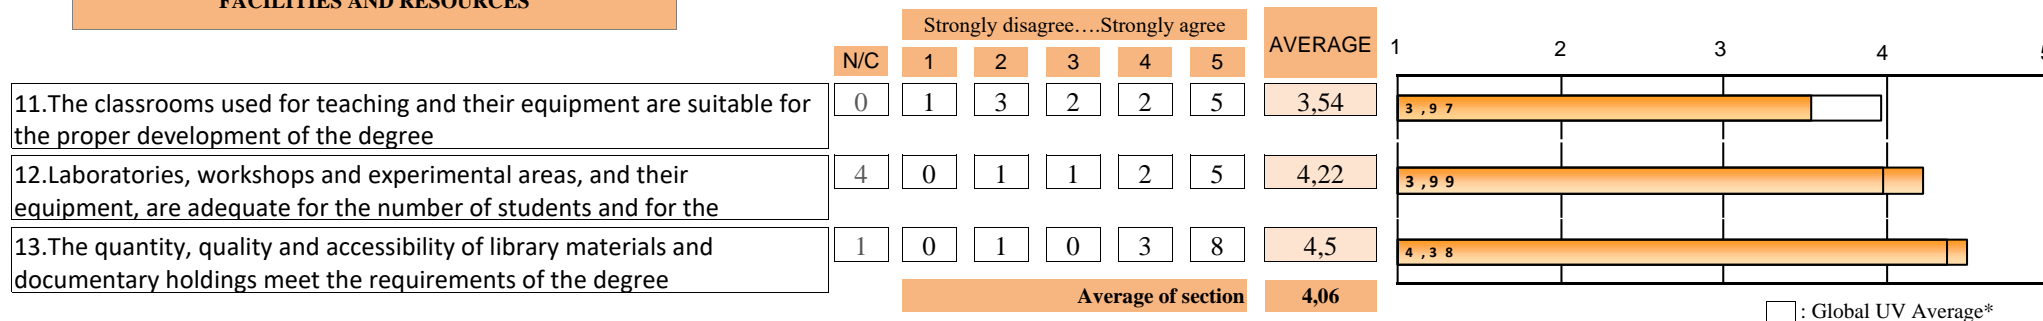 FACILITIES AND RESOURCES
Strongly disagree….Strongly agree
AVERAGE
N/C 1 2 3 4 5
1 2 3 4 5
11.The classrooms used for teaching and their equipment are suitable for
the proper development of the degree
0 1 3 2 2 5 3,54
3,97
12.Laboratories, workshops and experimental areas, and their
equipment, are adequate for the number of students and for the
4 0 1 1 2 5 4,22
3,99
13.The quantity, quality and accessibility of library materials and
documentary holdings meet the requirements of the degree
1 0 1 0 3 8 4,5
4,38
Average of section 4,06
: Global UV Average*